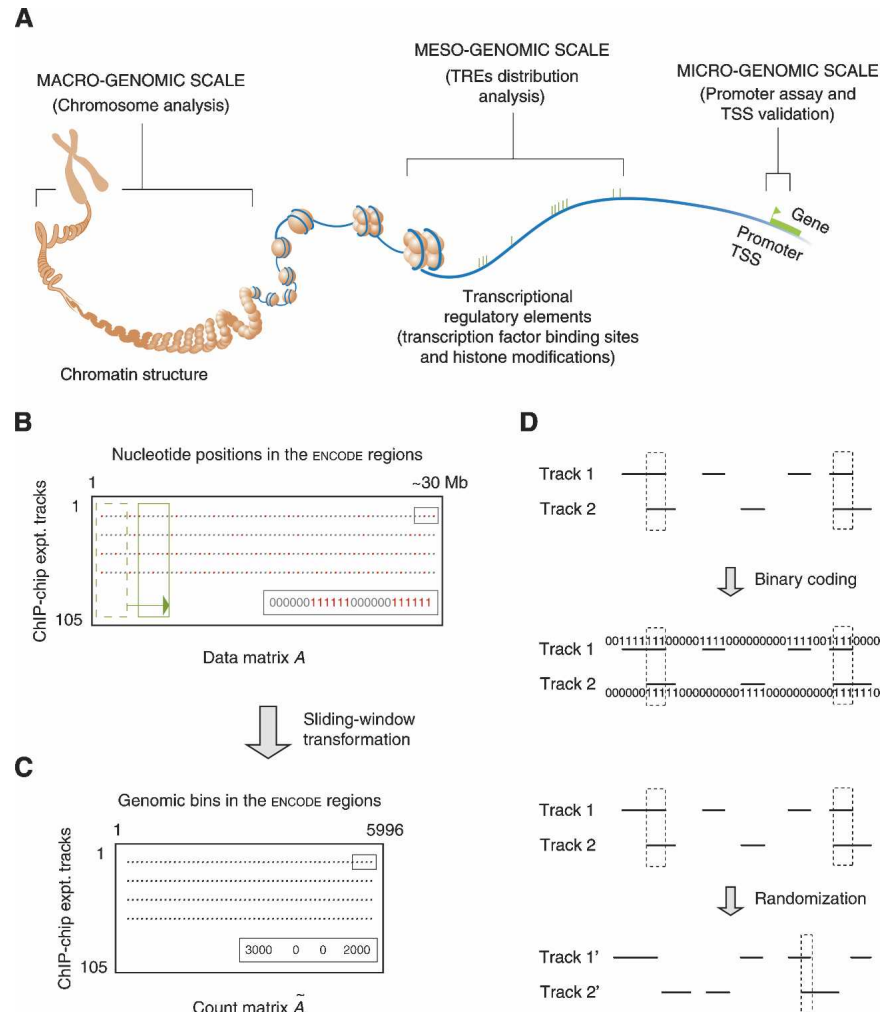 A
MACRO-GENOMIC SCALE
(Chromosome analysis)
MESO-GENOMIC SCALE
(TREs distribution
analysis)
MICRO-GENOMIC SCALE
(Promoter assay and
TSS validation)
Gene
Promoter
TSS
Transcriptional
regulatory elements
(transcription factor binding sites
and histone modifications)
Chromatin structure
B
Nucleotide positions in the ENCODE regions
1
~30 Mb
1
ChIP-chip expt. tracks
105
000000111111000000111111
Data matrix A
Sliding-window
transformation
C
Genomic bins in the ENCODE regions
1
5996
1
ChIP-chip expt. tracks
105
3000 0 0 2000
Count matrix Ã
D
Track 1
Track 2
Binary coding
Track 1
Track 2
Track 1
Track 2
Randomization
Track 1’
Track 2’